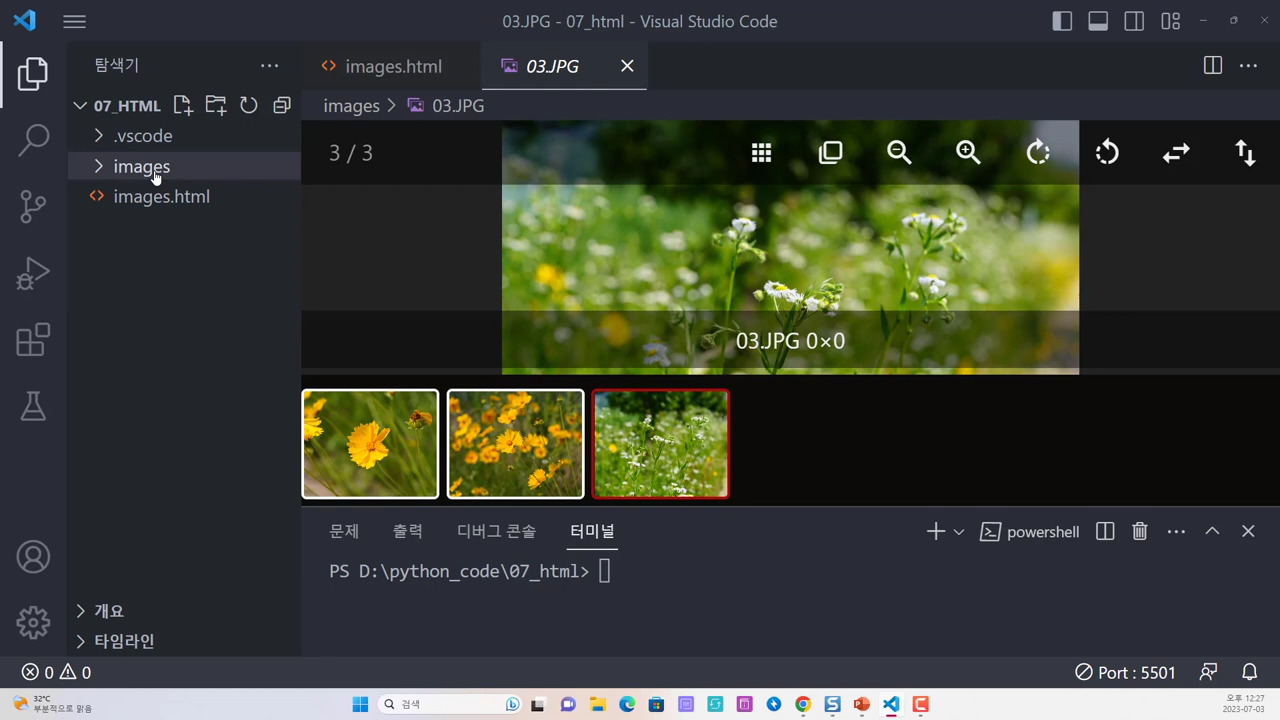 03.JPG - 07_html - Visual Studio Code
탐색기
07_HTML
.vscode
images
images.html
images.html
03.JPG
images > 03.JPG
3 / 3
03.JPG 0×0
문제 출력 디버그 콘솔 터미널
powershell
PS D:\python_code\07_html>
개요
타임라인
0 0
Port : 5501
32°C
부분적으로 맑음
검색
오후 12:27
2023-07-03